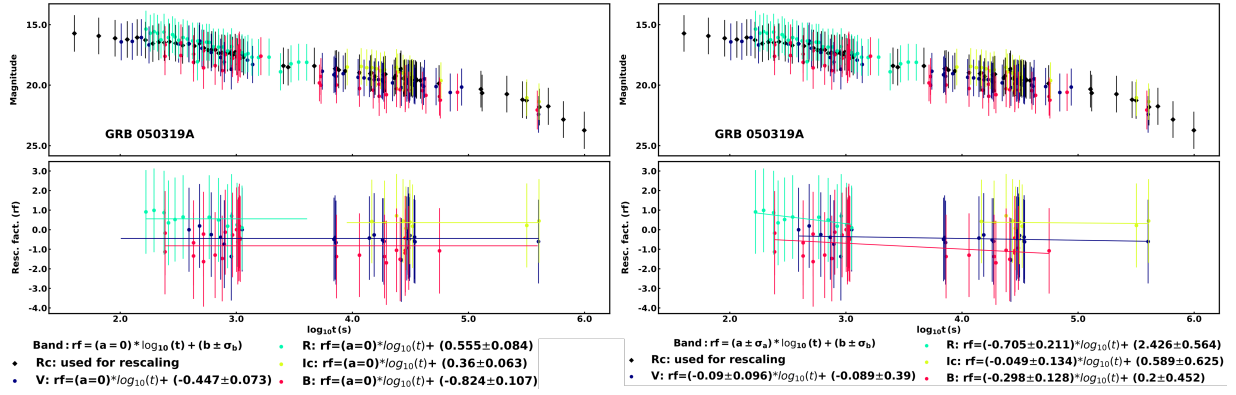 15.0
20.0
25.0
Magnitude
GRB 050319A
3.0
2.0
1.0
0.0
-1.0
-2.0
-3.0
-4.0
Resc. fact. (rf)
2.0 3.0 4.0 5.0 6.0
log₁₀t(s)
Band: rf = (a = 0) * log₁₀(t) + (b ± σ_b)
Rc: used for rescaling
V: rf=(a=0)*log₁₀(t)+ (-0.447±0.073)
R: rf=(a=0)*log₁₀(t)+ (0.555±0.084)
Ic: rf=(a=0)*log₁₀(t)+ (0.36±0.063)
B: rf=(a=0)*log₁₀(t)+ (-0.824±0.107)
15.0
20.0
25.0
Magnitude
GRB 050319A
3.0
2.0
1.0
0.0
-1.0
-2.0
-3.0
-4.0
Resc. fact. (rf)
2.0 3.0 4.0 5.0 6.0
log₁₀t(s)
Band: rf = (a ± σ_a) * log₁₀(t) + (b ± σ_b)
Rc: used for rescaling
V: rf=(-0.09±0.096)*log₁₀(t)+ (-0.089±0.39)
R: rf=(-0.705±0.211)*log₁₀(t)+ (2.426±0.564)
Ic: rf=(-0.049±0.134)*log₁₀(t)+ (0.589±0.625)
B: rf=(-0.298±0.128)*log₁₀(t)+ (0.2±0.452)